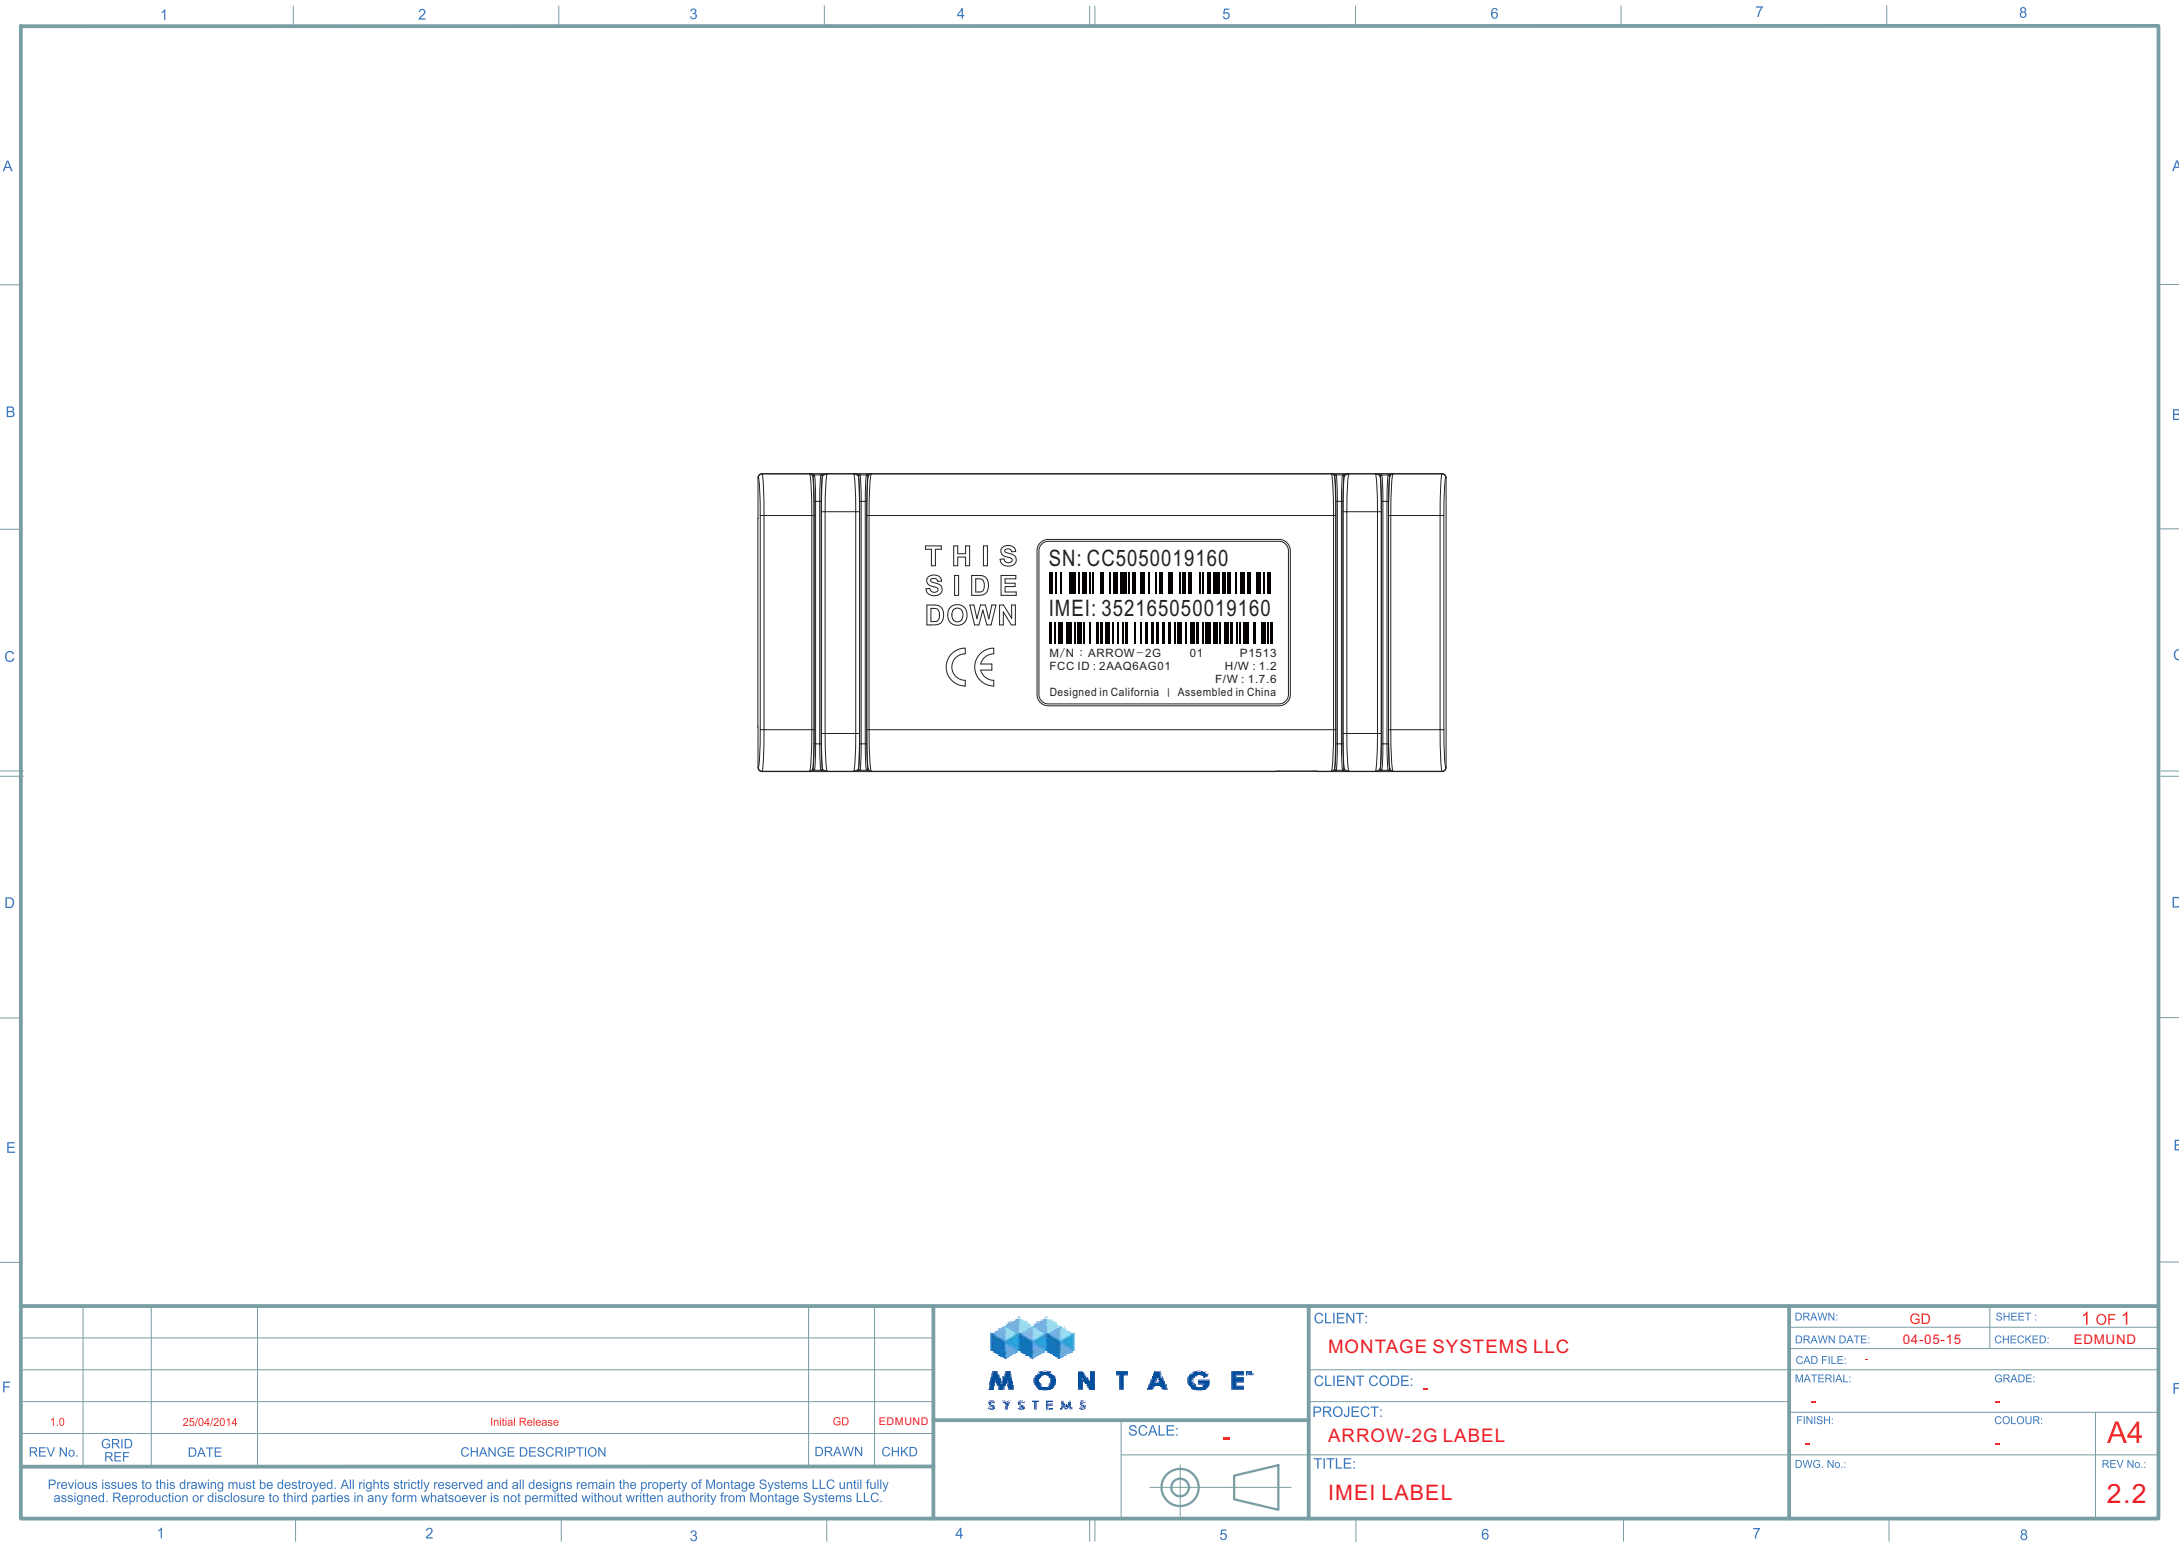 1 2 3 4 5 6 7 8
A A
B B
C C
D D
E E
F F
THIS
SIDE
DOWN
CE
SN: CC5050019160
IMEI: 352165050019160
M/N : ARROW-2G 01 P1513
FCC ID : 2AAQ6AG01 H/W : 1.2
F/W : 1.7.6
Designed in California | Assembled in China
1.0 25/04/2014 Initial Release GD EDMUND
REV No. GRID REF DATE CHANGE DESCRIPTION DRAWN CHKD
Previous issues to this drawing must be destroyed. All rights strictly reserved and all designs remain the property of Montage Systems LLC until fully
assigned. Reproduction or disclosure to third parties in any form whatsoever is not permitted without written authority from Montage Systems LLC.
MONTAGE™
SYSTEMS
SCALE: -
CLIENT:
MONTAGE SYSTEMS LLC
CLIENT CODE: -
PROJECT:
ARROW-2G LABEL
TITLE:
IMEI LABEL
DRAWN: GD SHEET : 1 OF 1
DRAWN DATE: 04-05-15 CHECKED: EDMUND
CAD FILE: -
MATERIAL: - GRADE: -
FINISH: - COLOUR: - A4
DWG. No.: REV No.:
2.2
1 2 3 4 5 6 7 8